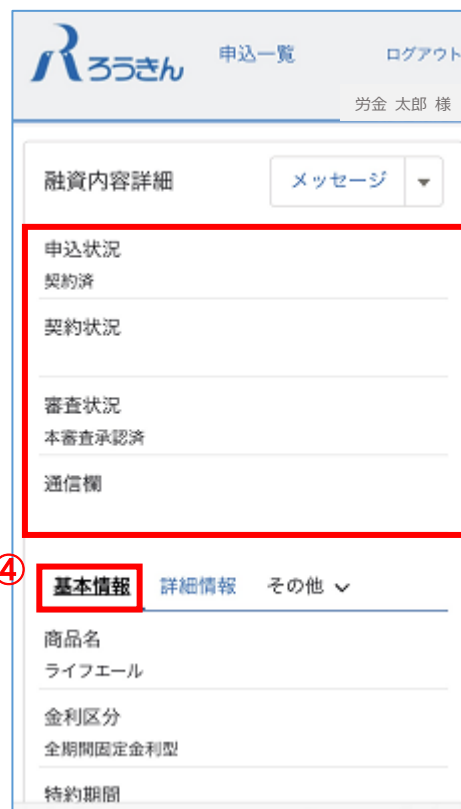 ろうきん
申込一覧
ログアウト
労金 太郎 様
融資内容詳細
メッセージ
申込状況
契約済
契約状況
審査状況
本審査承認済
通信欄
④
基本情報 詳細情報 その他
商品名
ライフエール
金利区分
全期間固定金利型
特約期間